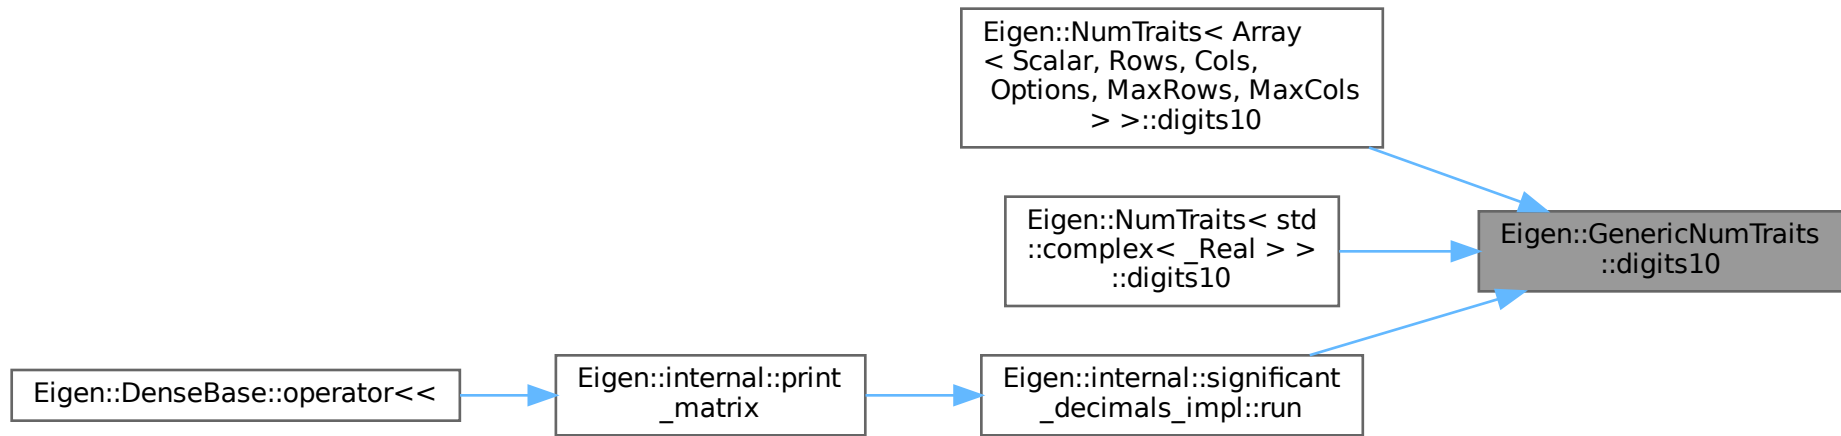 Eigen::NumTraits< Array
< Scalar, Rows, Cols,
Options, MaxRows, MaxCols
> >::digits10
Eigen::NumTraits< std
::complex< _Real > >
::digits10
Eigen::GenericNumTraits
::digits10
Eigen::DenseBase::operator<<
Eigen::internal::print
_matrix
Eigen::internal::significant
_decimals_impl::run